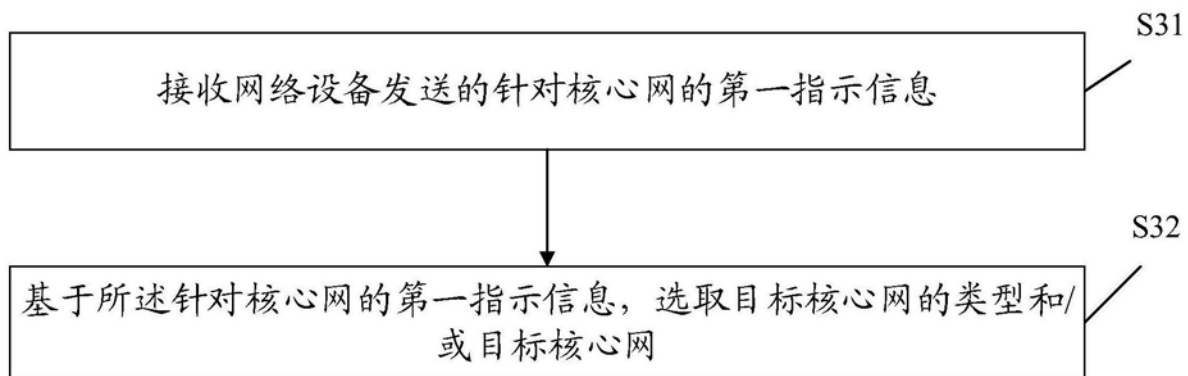 S31
接收网络设备发送的针对核心网的第一指示信息
S32
基于所述针对核心网的第一指示信息，选取目标核心网的类型和/
或目标核心网